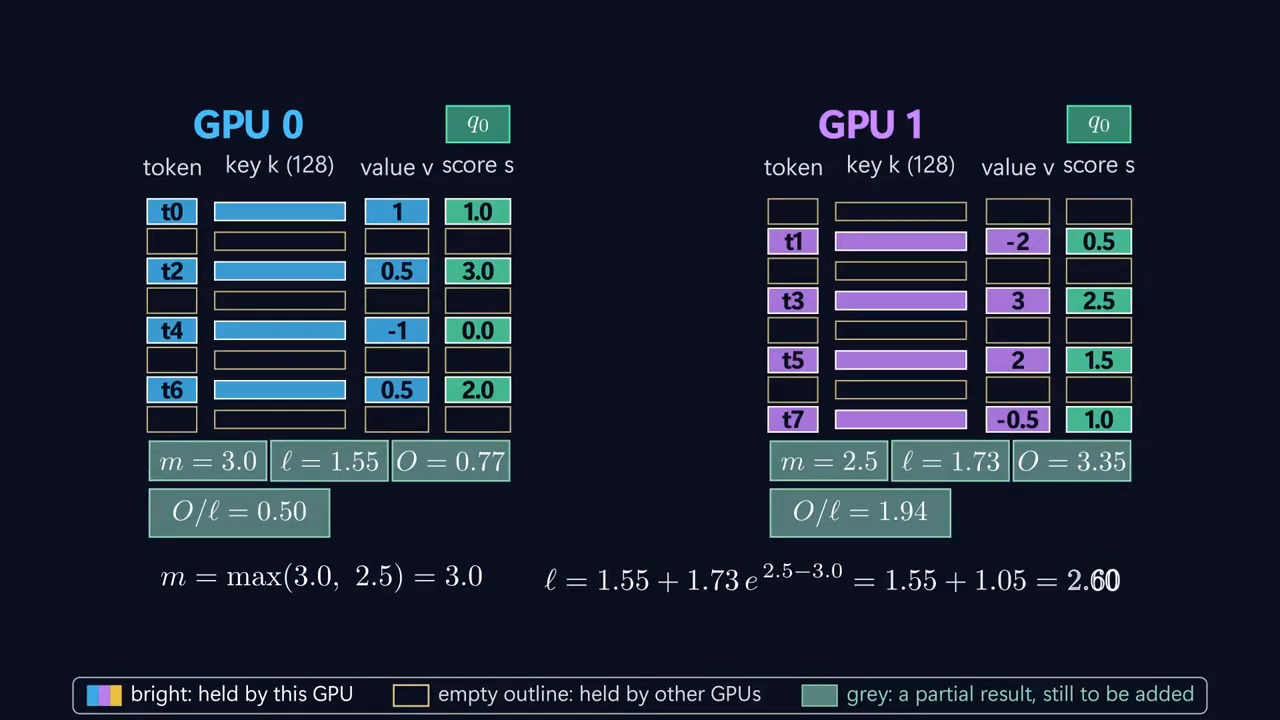 GPU 0 q₀ GPU 1 q₀
token key k (128) value v score s token key k (128) value v score s
t0 1 1.0
t1 -2 0.5
t2 0.5 3.0
t3 3 2.5
t4 -1 0.0
t5 2 1.5
t6 0.5 2.0
t7 -0.5 1.0
m = 3.0 ℓ = 1.55 O = 0.77 m = 2.5 ℓ = 1.73 O = 3.35
O/ℓ = 0.50 O/ℓ = 1.94
m = max(3.0, 2.5) = 3.0 ℓ = 1.55 + 1.73 e^{2.5−3.0} = 1.55 + 1.05 = 2.60
bright: held by this GPU empty outline: held by other GPUs grey: a partial result, still to be added